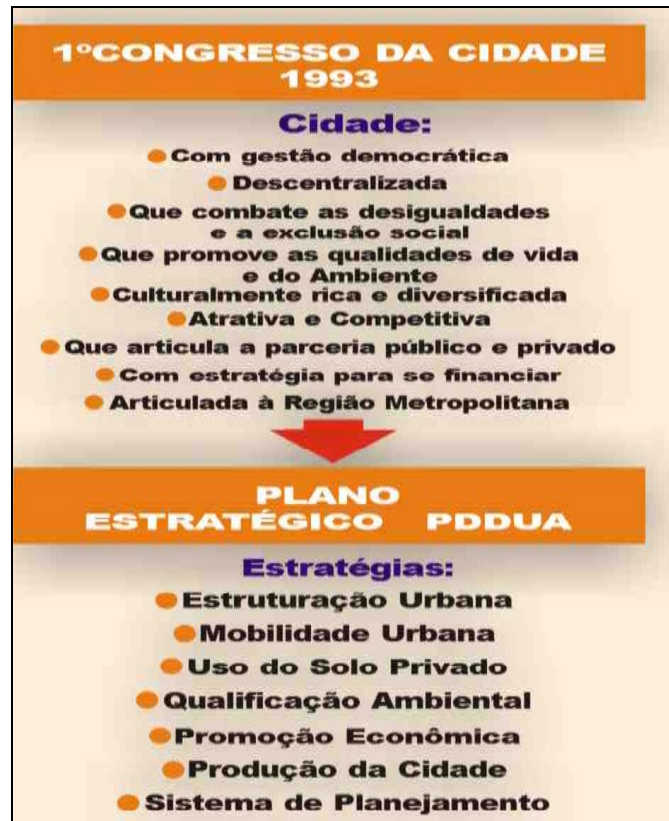 1ºCONGRESSO DA CIDADE
1993
Cidade:
Com gestão democrática
Descentralizada
Que combate as desigualdades
e a exclusão social
Que promove as qualidades de vida
e do Ambiente
Culturalmente rica e diversificada
Atrativa e Competitiva
Que articula a parceria público e privado
Com estratégia para se financiar
Articulada à Região Metropolitana
PLANO
ESTRATÉGICO PDDUA
Estratégias:
Estruturação Urbana
Mobilidade Urbana
Uso do Solo Privado
Qualificação Ambiental
Promoção Econômica
Produção da Cidade
Sistema de Planejamento